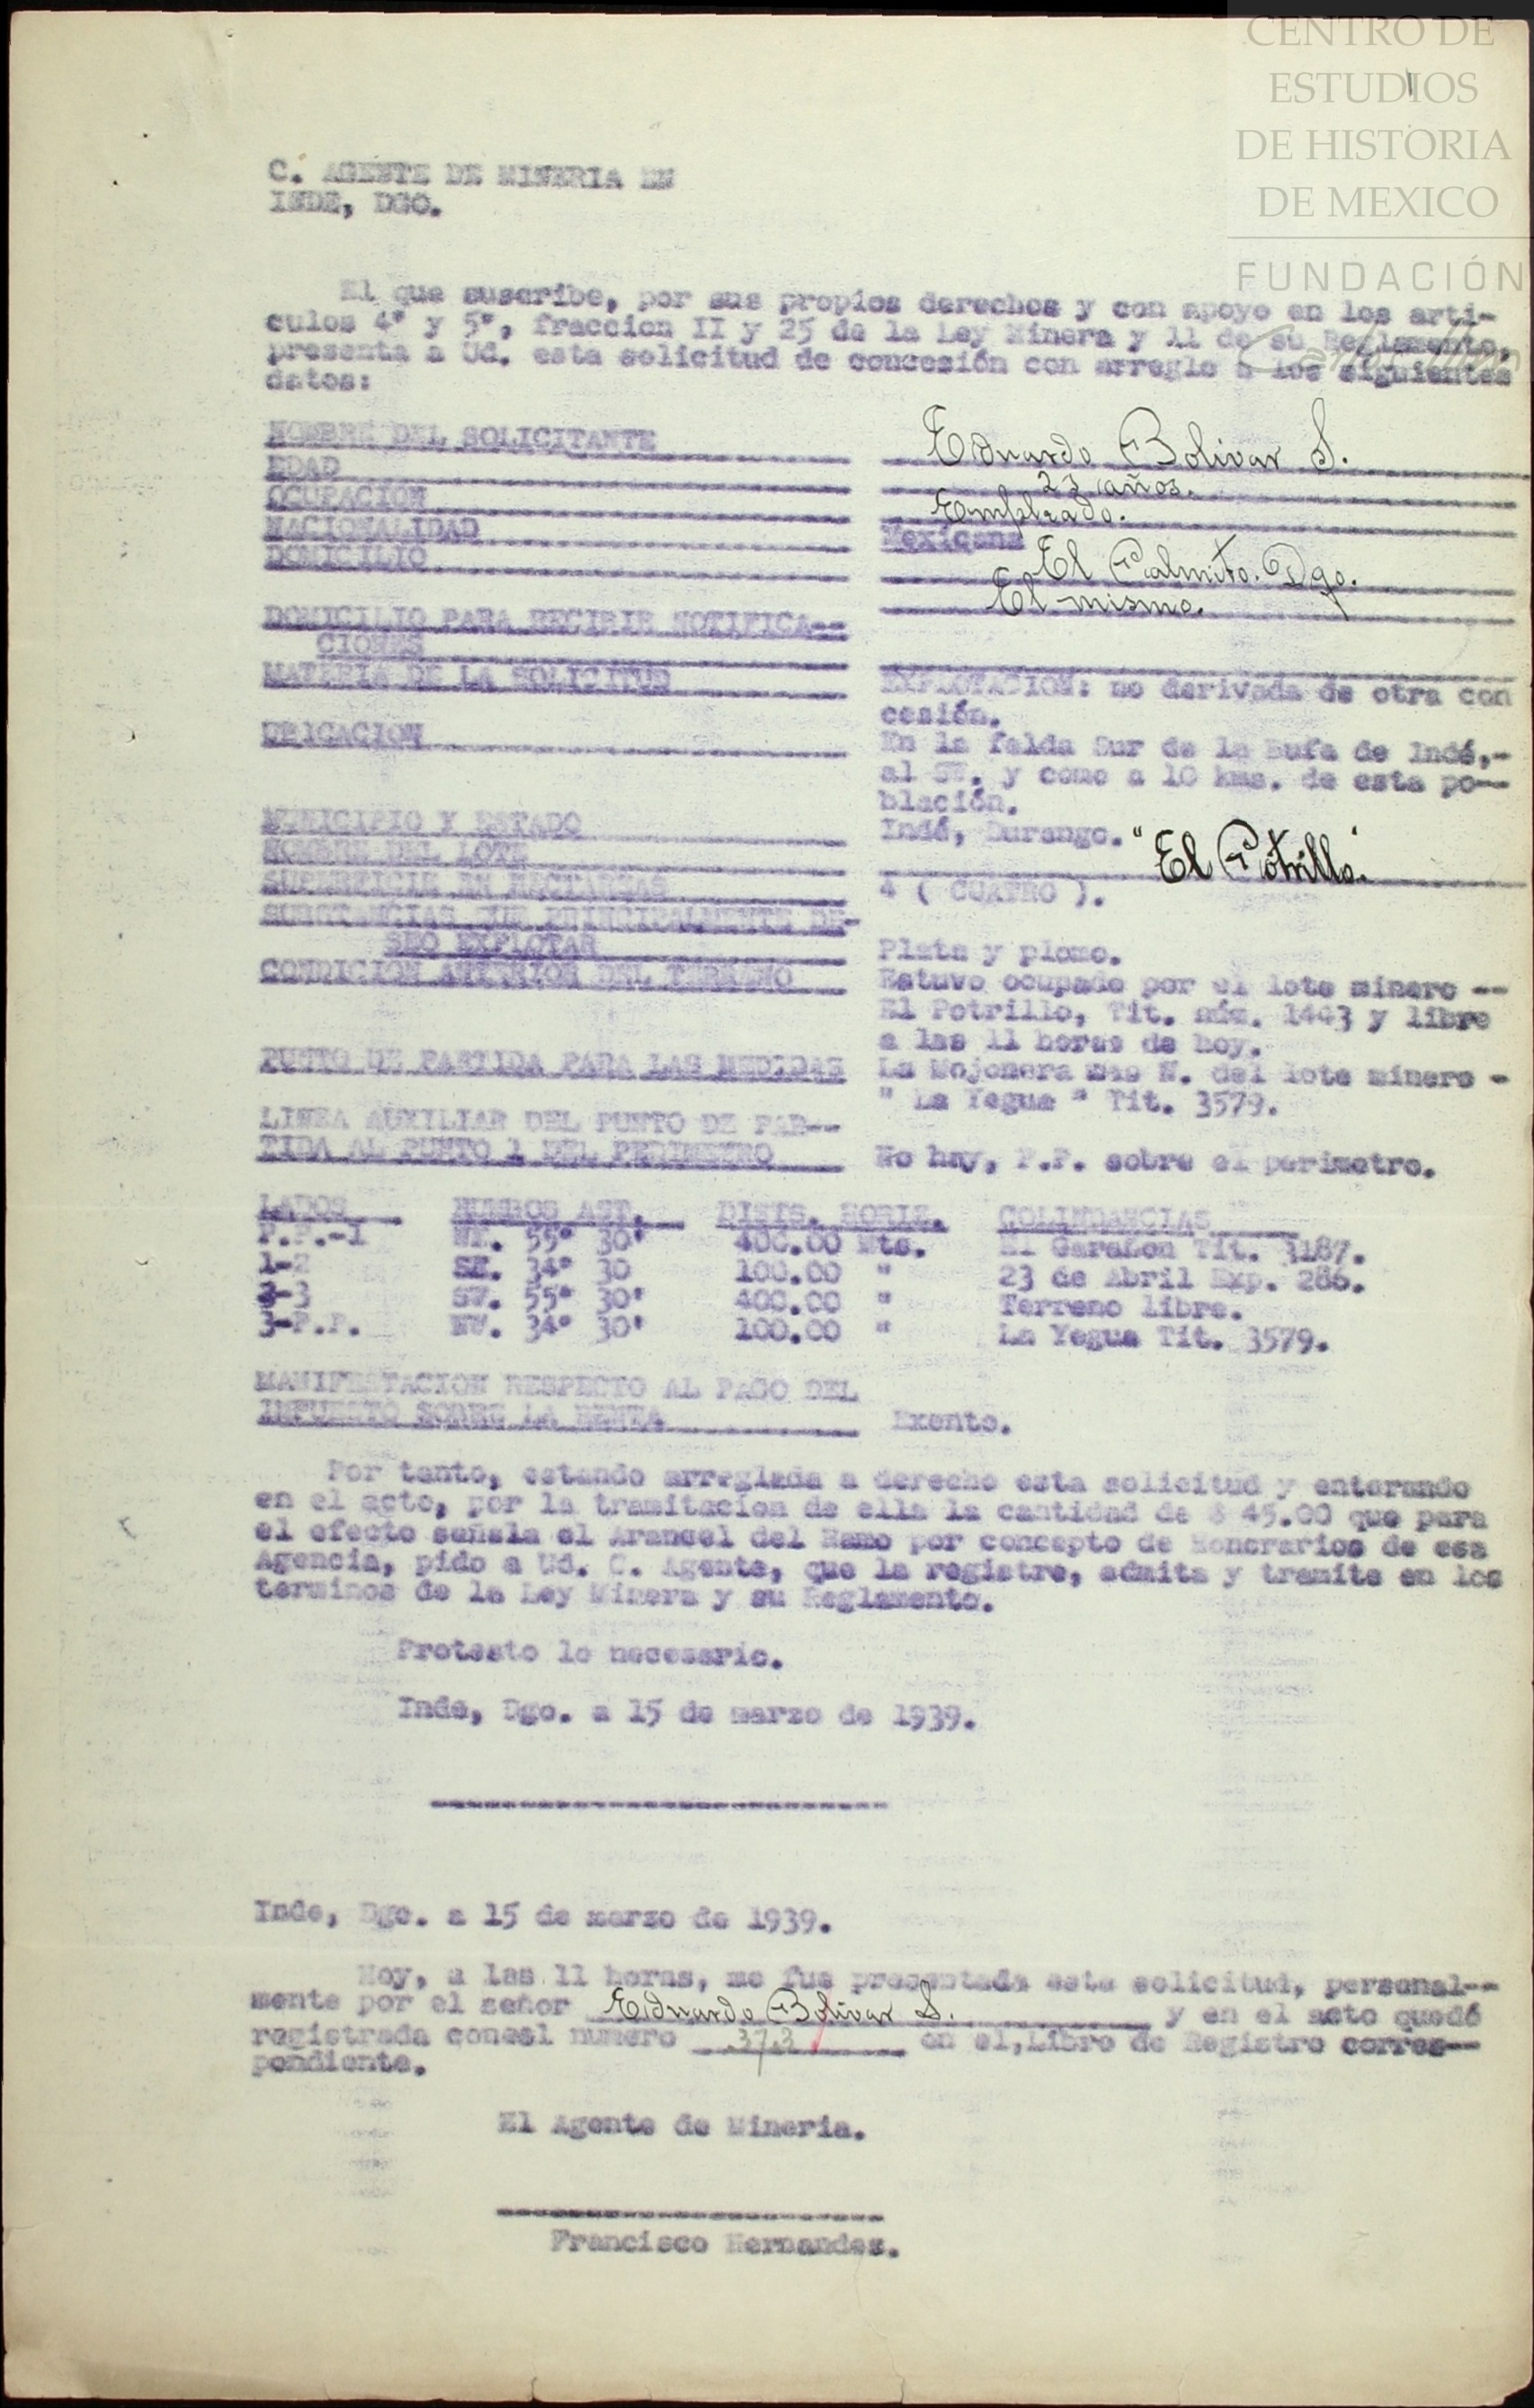 CENTRO DE
ESTUDIOS
DE HISTORIA
DE MEXICO
FUNDACIÓN
C. AGENTE DE MINERIA EN
INDE, DGO.
El que suscribe, por sus propios derechos y con apoyo en los arti-
culos 4° y 5°, fraccion II y 25 de la Ley Minera y 11 de su Reglamento,
presenta a Ud. esta solicitud de concesión con arreglo a los siguientes
datos:
NOMBRE DEL SOLICITANTE Eduardo Bolivar S.
EDAD 23 años.
OCUPACION Empleado.
NACIONALIDAD Mexicana
DOMICILIO El Palmito. Dgo.
El mismo.
DOMICILIO PARA RECIBIR NOTIFICA--
CIONES
MATERIA DE LA SOLICITUD EXPLOTACION: no derivada de otra con
cesión.
UBICACION En la falda Sur de la Bufa de Indé,-
al SW. y como a 10 kms. de esta po--
blación.
MUNICIPIO Y ESTADO Indé, Durango.
NOMBRE DEL LOTE "El Potrillo."
SUPERFICIE EN HECTAREAS 4 ( CUATRO ).
SUBSTANCIAS QUE PRINCIPALMENTE DE-
SEO EXPLOTAR Plata y plomo.
CONDICION ANTERIOR DEL TERRENO Estuvo ocupado por el lote minero --
El Potrillo, Tit. núm. 1443 y libre
a las 11 horas de hoy.
PUNTO DE PARTIDA PARA LAS MEDIDAS La Mojonera mas N. del lote minero -
" La Yegua " Tit. 3579.
LINEA AUXILIAR DEL PUNTO DE PAR--
TIDA AL PUNTO 1 DEL PERIMETRO No hay, P.P. sobre el perimetro.
LADOS RUMBOS AST. DISTS. HORIZ. COLINDANCIAS
P.P.-1 NE. 55° 30' 400.00 Mts. El Garañon Tit. 3187.
1-2 SE. 34° 30 100.00 " 23 de Abril Exp. 286.
2-3 SW. 55° 30' 400.00 " Terreno libre.
3-P.P. NW. 34° 30' 100.00 " La Yegua Tit. 3579.
MANIFESTACION RESPECTO AL PAGO DEL
IMPUESTO SOBRE LA RENTA Exento.
Por tanto, estando arreglada a derecho esta solicitud y enterando
en el acto, por la tramitacion de ella la cantidad de $ 45.00 que para
el efecto señala el Arancel del Ramo por concepto de Honorarios de esa
Agencia, pido a Ud. C. Agente, que la registre, admita y tramite en los
terminos de la Ley Minera y su Reglamento.
Protesto lo necesario.
Inde, Dgo. a 15 de marzo de 1939.
Inde, Dgo. a 15 de marzo de 1939.
Hoy, a las 11 horas, me fue presentada esta solicitud, personal--
mente por el señor Eduardo Bolivar S. y en el acto quedó
registrada conesl numero 373 en el,Libro de Registro corres--
pondiente.
El Agente de Mineria.
Francisco Hernandez.